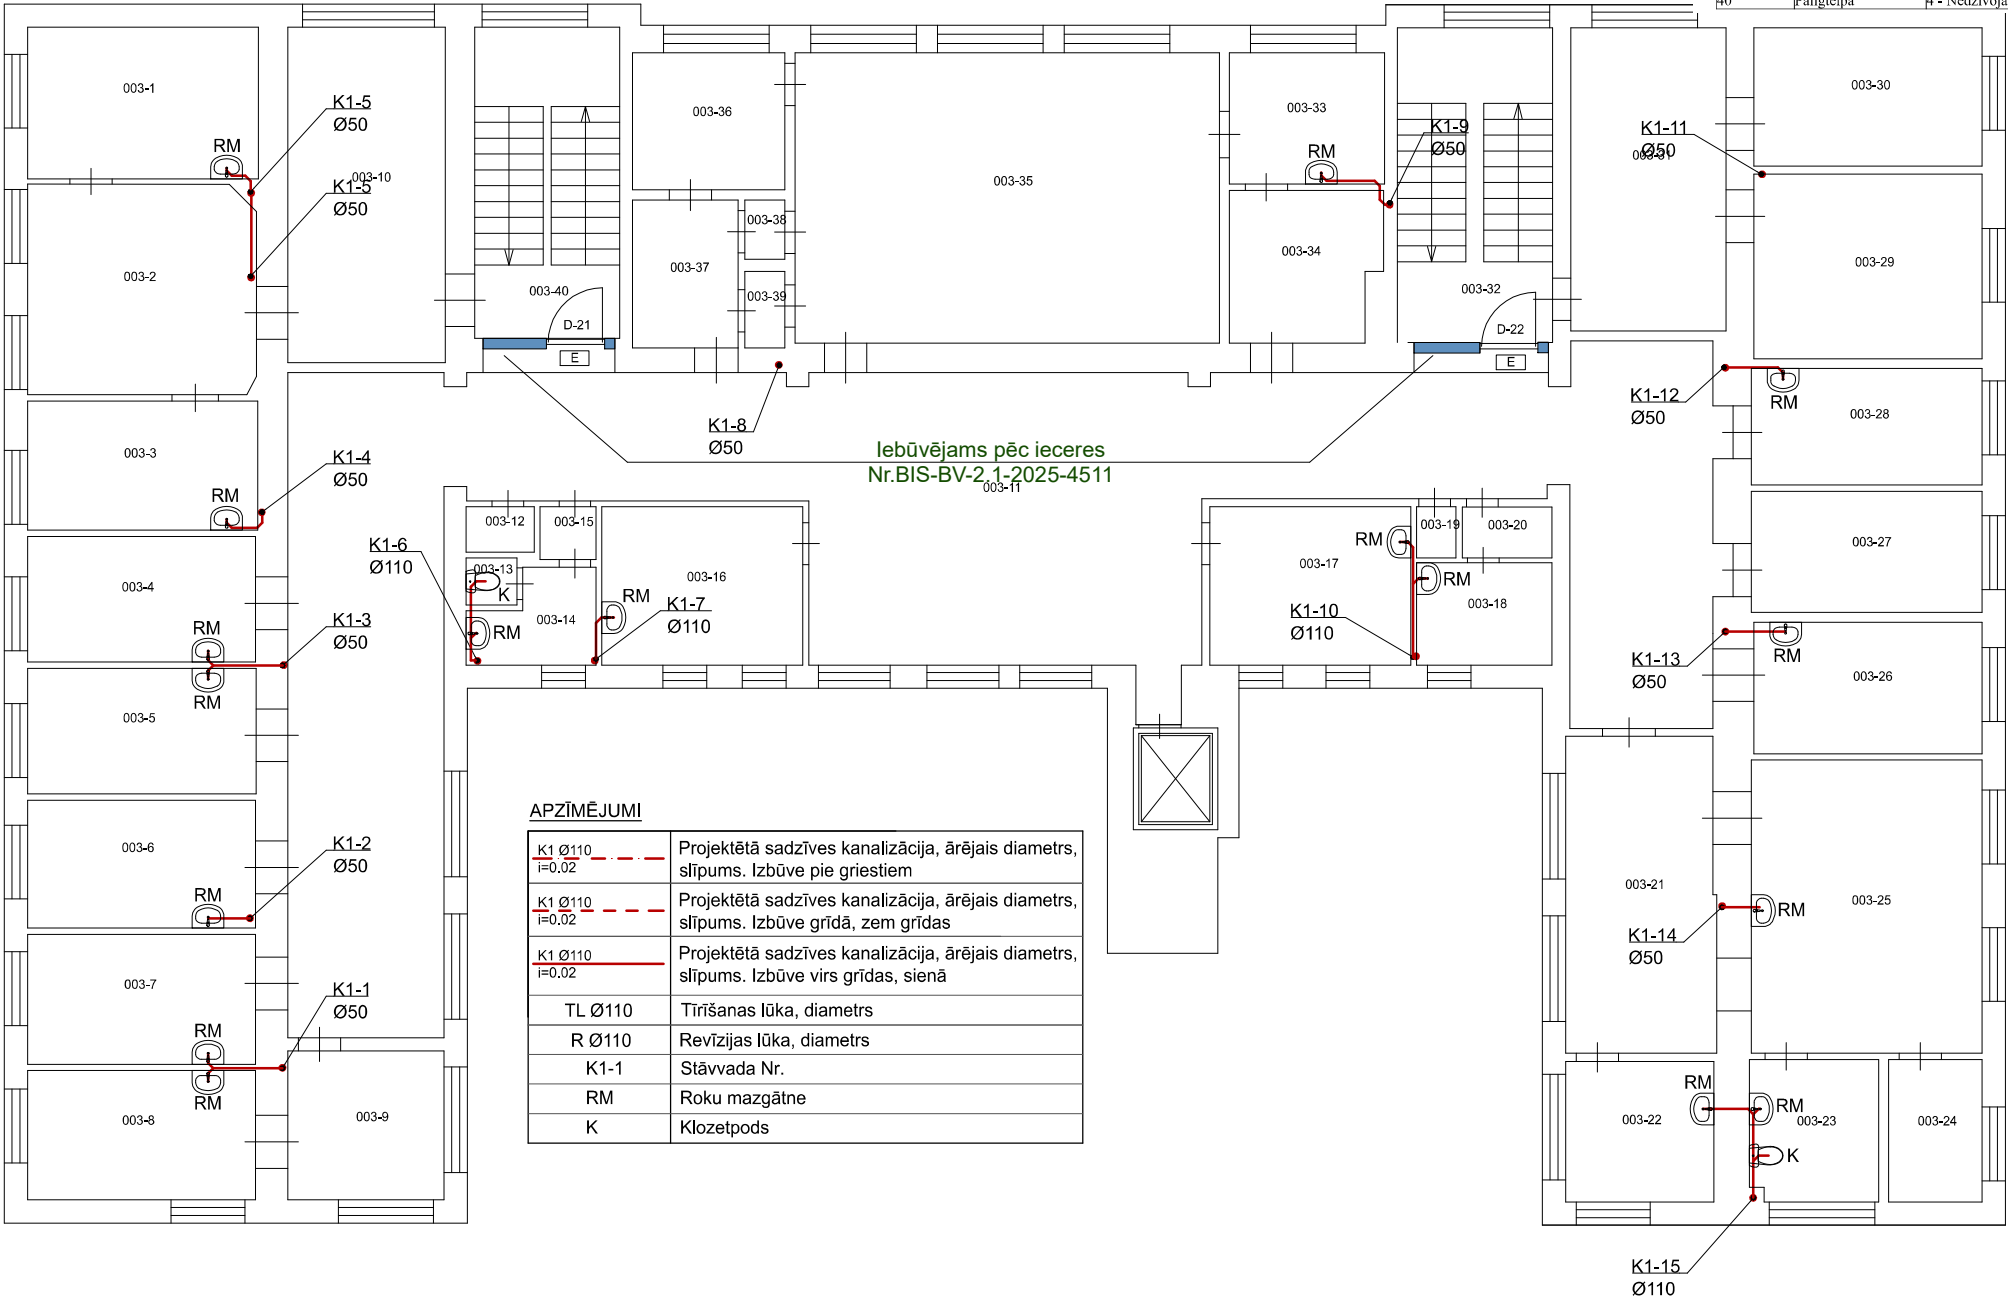 40 Palīgtelpa 4 - Nedzīvoja
003-1
K1-5
Ø50
RM
003-36
003-33
K1-9
Ø50
RM
K1-11
Ø50
003-31
003-30
K1-5
Ø50
003-10
003-35
003-38
003-37
003-34
003-29
003-2
003-40
D-21
E
003-39
003-32
D-22
E
K1-12
Ø50
RM
003-28
K1-8
Ø50
Iebūvējams pēc ieceres
Nr.BIS-BV-2.1-2025-4511
003-11
003-3
K1-4
Ø50
RM
003-12
003-15
003-19
003-20
K1-6
Ø110
003-13
K
003-16
RM
003-17
RM
003-27
003-4
RM
K1-3
Ø50
RM
003-14
RM
K1-7
Ø110
K1-10
Ø110
003-18
RM
K1-13
Ø50
003-26
RM
003-5
003-6
K1-2
Ø50
RM
003-21
003-25
RM
K1-14
Ø50
003-7
K1-1
Ø50
RM
RM
003-8
003-9
APZĪMĒJUMI
K1 Ø110
i=0.02
Projektētā sadzīves kanalizācija, ārējais diametrs,
slīpums. Izbūve pie griestiem
K1 Ø110
i=0.02
Projektētā sadzīves kanalizācija, ārējais diametrs,
slīpums. Izbūve grīdā, zem grīdas
K1 Ø110
i=0.02
Projektētā sadzīves kanalizācija, ārējais diametrs,
slīpums. Izbūve virs grīdas, sienā
TL Ø110 Tīrīšanas lūka, diametrs
R Ø110 Revīzijas lūka, diametrs
K1-1 Stāvvada Nr.
RM Roku mazgātne
K Klozetpods
RM
003-22
RM
003-23
K
003-24
K1-15
Ø110